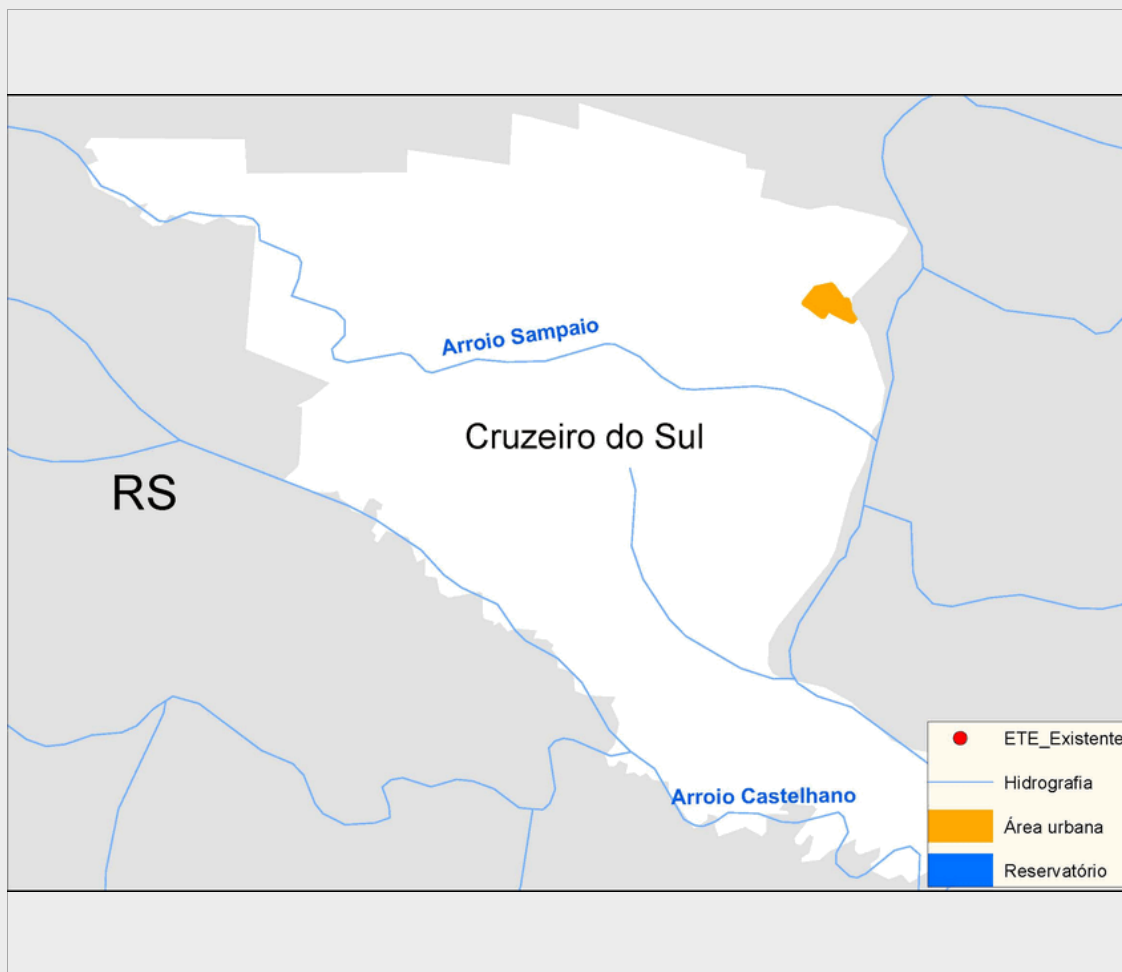 Arroio Sampaio
Cruzeiro do Sul
RS
Arroio Castelhano
ETE_Existente
Hidrografia
Área urbana
Reservatório